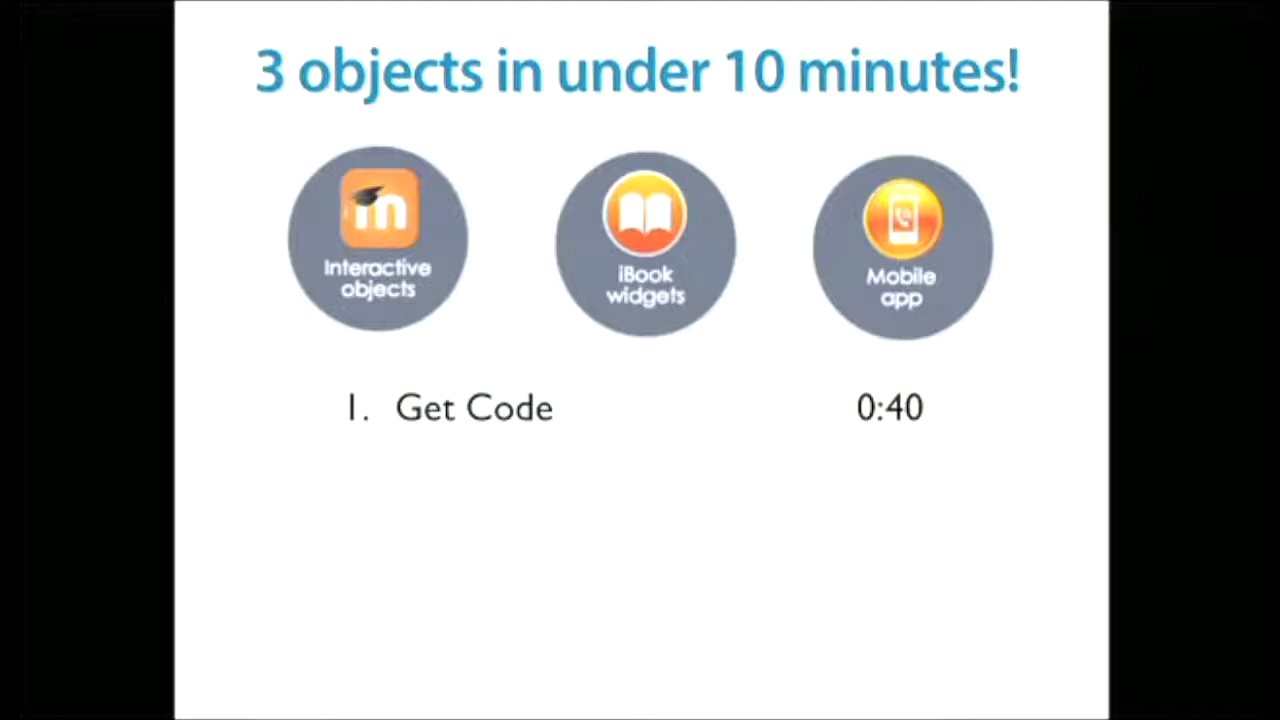 3 objects in under 10 minutes!
m
Interactive
objects
iBook
widgets
Mobile
app
1. Get Code 0:40